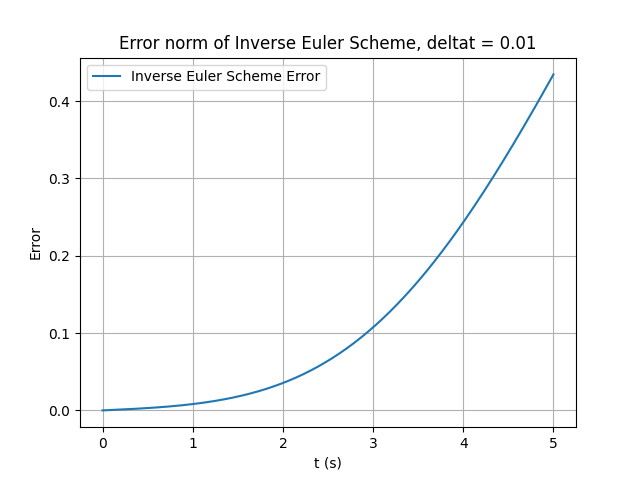 Error norm of Inverse Euler Scheme, deltat = 0.01
Inverse Euler Scheme Error
0.4
0.3
0.2
0.1
0.0
Error
0 1 2 3 4 5
t (s)